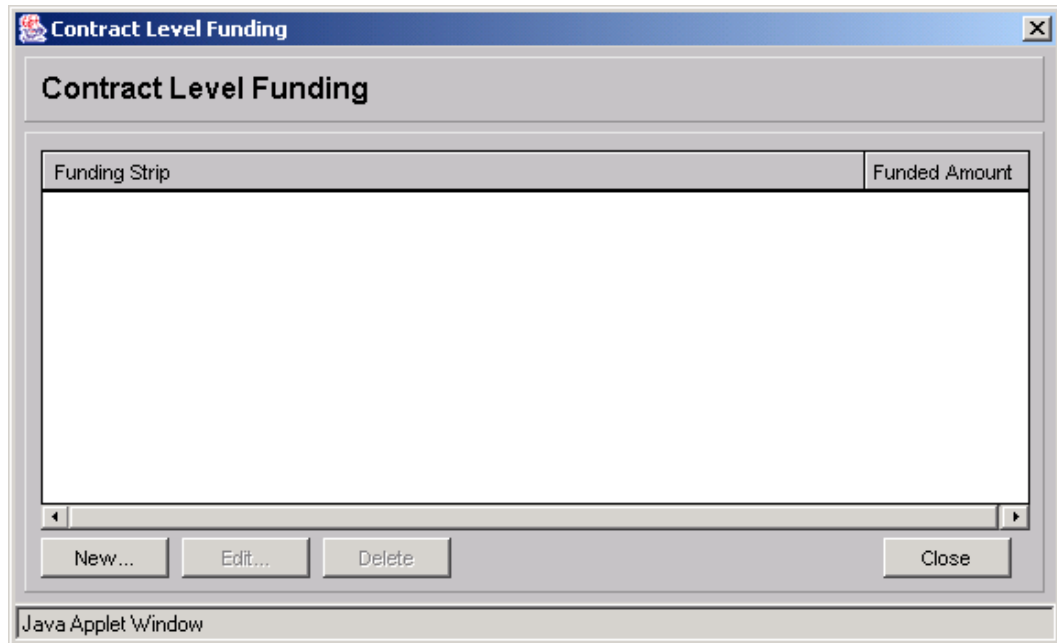 Contract Level Funding
Contract Level Funding
Funding Strip Funded Amount
New... Edit... Delete Close
Java Applet Window